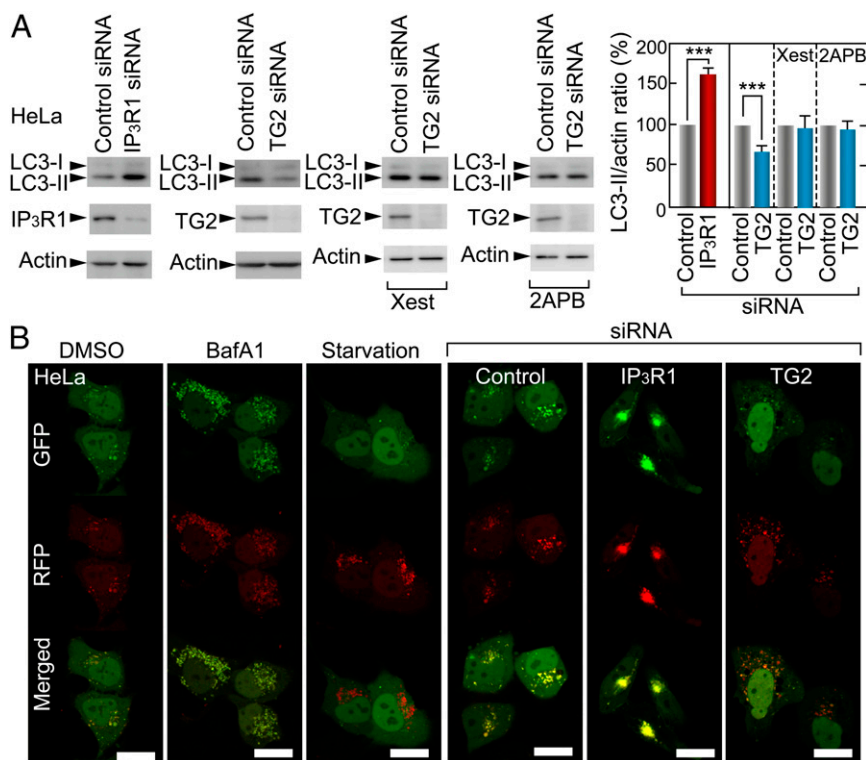 A
HeLa
Control siRNA
IP3R1 siRNA
LC3-I
LC3-II
IP3R1
Actin
Control siRNA
TG2 siRNA
LC3-I
LC3-II
TG2
Actin
Control siRNA
TG2 siRNA
LC3-I
LC3-II
TG2
Actin
Xest
Control siRNA
TG2 siRNA
LC3-I
LC3-II
TG2
Actin
2APB
LC3-II/actin ratio (%)
200
150
100
50
0
***
***
Xest
2APB
Control
IP3R1
Control
TG2
Control
TG2
Control
TG2
siRNA
B
siRNA
DMSO
BafA1
Starvation
Control
IP3R1
TG2
HeLa
GFP
RFP
Merged